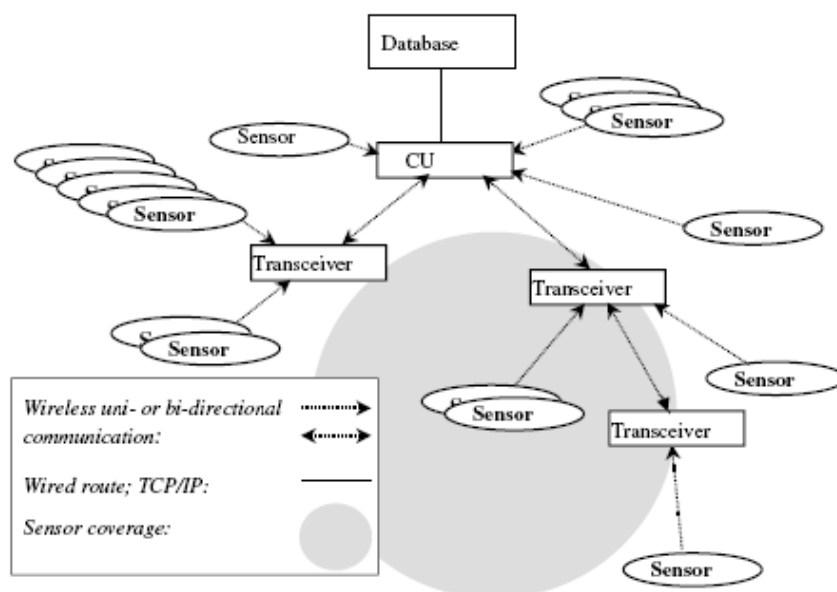 Database
Sensor
Sensor
CU
Sensor
Sensor
Transceiver
Transceiver
Sensor
Sensor
Sensor
Transceiver
Sensor
Wireless uni- or bi-directional
communication:
Wired route; TCP/IP:
Sensor coverage: